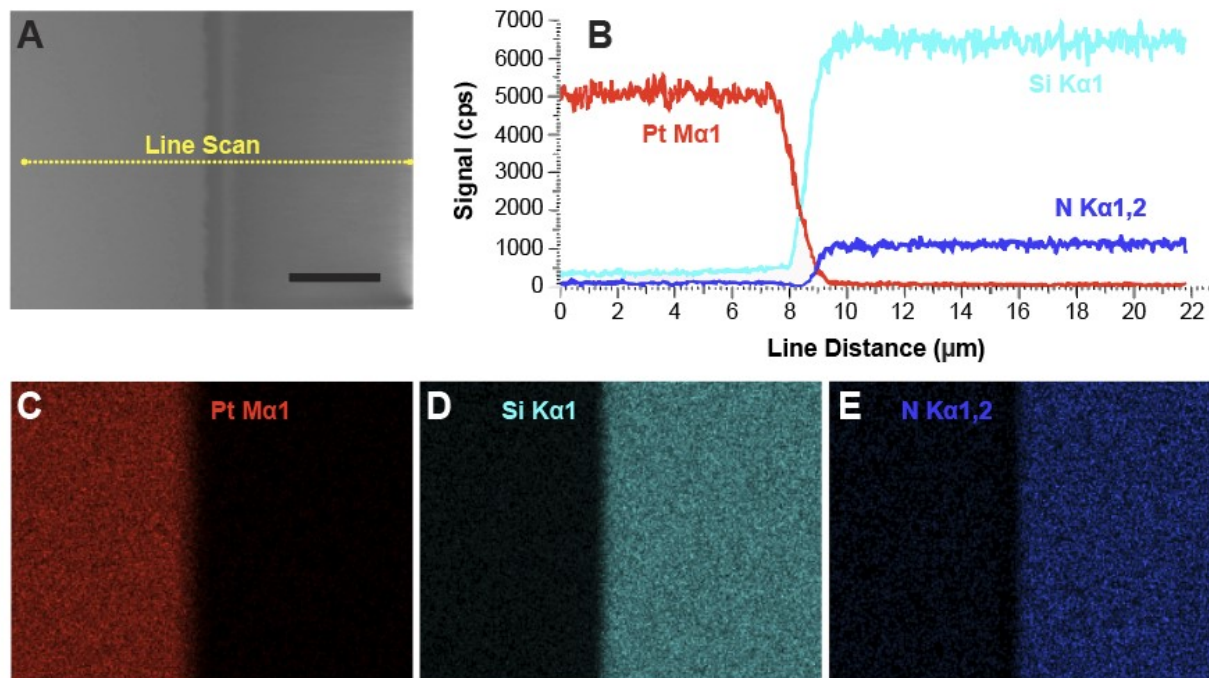 A
Line Scan
B
7000
6000
5000
4000
3000
2000
1000
0
Signal (cps)
Si Kα1
Pt Mα1
N Kα1,2
0 2 4 6 8 10 12 14 16 18 20 22
Line Distance (µm)
C Pt Mα1
D Si Kα1
E N Kα1,2